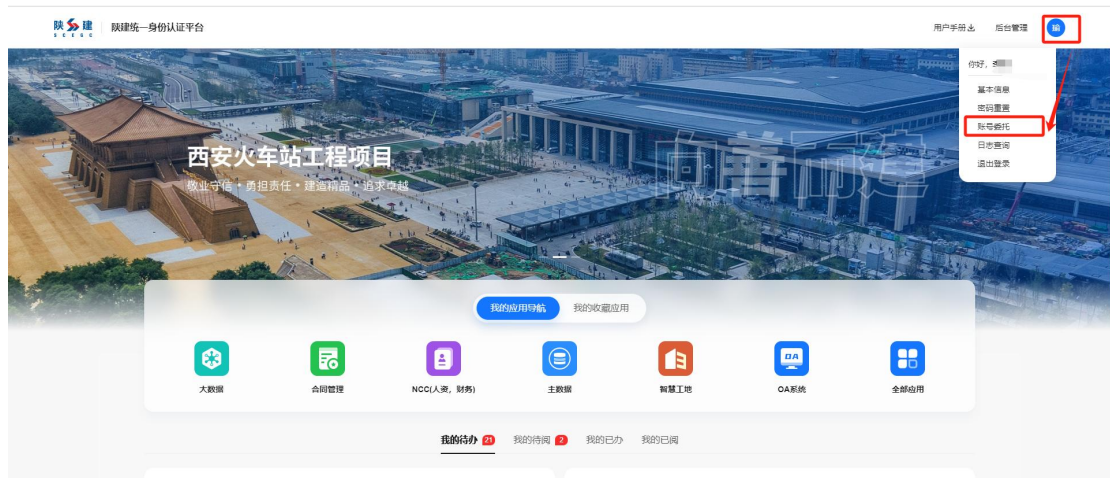 陕建 陕建统一身份认证平台
SCEGC
用户手册 后台管理
你好，
基本信息
密码重置
账号委托
日志查询
退出登录
西安火车站工程项目
敬业守信·勇担责任·建造精品·追求卓越
向善而建
我的应用导航 我的收藏应用
大数据 合同管理 NCC(人资，财务) 主数据 智慧工地 OA系统 全部应用
OA
我的待办 21 我的待阅 2 我的已办 我的已阅